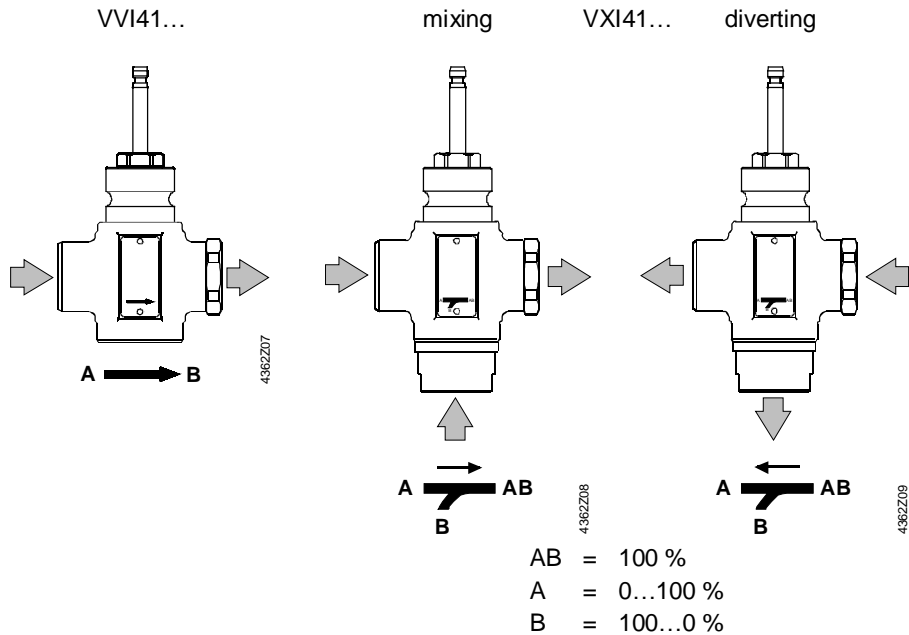 VVI41… mixing VXI41… diverting
4362Z07
A B
A AB
B
4362Z08
A AB
B
4362Z09
AB = 100 %
A = 0…100 %
B = 100…0 %